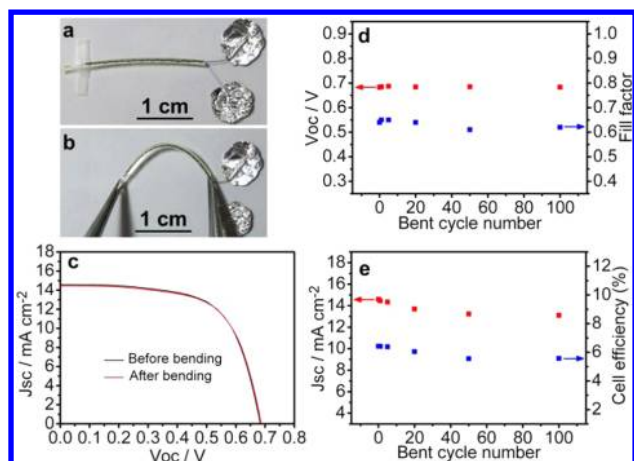 a
1 cm
b
1 cm
c
18
16
14
12
10
8
6
4
2
0
Jsc / mA cm-2
Before bending
After bending
0.0 0.1 0.2 0.3 0.4 0.5 0.6 0.7 0.8
Voc / V
d
0.9
0.8
0.7
0.6
0.5
0.4
0.3
Voc / V
1.0
0.9
0.8
0.7
0.6
0.5
0.4
Fill factor
0 20 40 60 80 100
Bent cycle number
e
18
16
14
12
10
8
6
4
Jsc / mA cm-2
12
10
8
6
4
2
Cell efficiency (%)
0 20 40 60 80 100
Bent cycle number